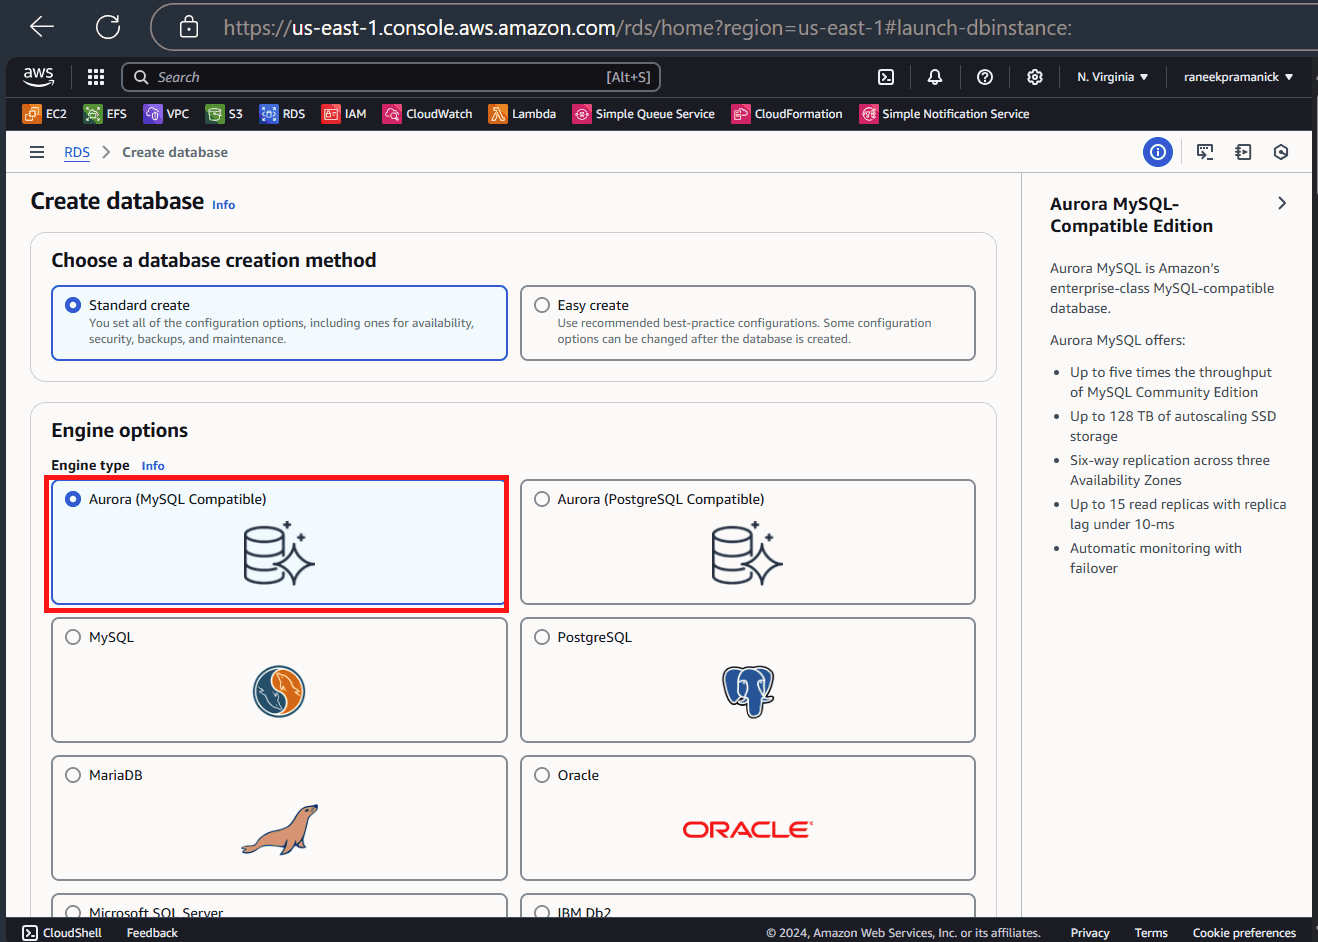 https://us-east-1.console.aws.amazon.com/rds/home?region=us-east-1#launch-dbinstance:
aws
Search [Alt+S]
N. Virginia
raneekpramanick
EC2 EFS VPC S3 RDS IAM CloudWatch Lambda Simple Queue Service CloudFormation Simple Notification Service
RDS > Create database
Create database Info
Choose a database creation method
Standard create
You set all of the configuration options, including ones for availability,
security, backups, and maintenance.
Easy create
Use recommended best-practice configurations. Some configuration
options can be changed after the database is created.
Engine options
Engine type Info
Aurora (MySQL Compatible)
Aurora (PostgreSQL Compatible)
MySQL
PostgreSQL
MariaDB
Oracle
ORACLE
Microsoft SQL Server
IBM Db2
Aurora MySQL-
Compatible Edition
Aurora MySQL is Amazon's
enterprise-class MySQL-compatible
database.
Aurora MySQL offers:
• Up to five times the throughput
of MySQL Community Edition
• Up to 128 TB of autoscaling SSD
storage
• Six-way replication across three
Availability Zones
• Up to 15 read replicas with replica
lag under 10-ms
• Automatic monitoring with
failover
CloudShell Feedback © 2024, Amazon Web Services, Inc. or its affiliates. Privacy Terms Cookie preferences